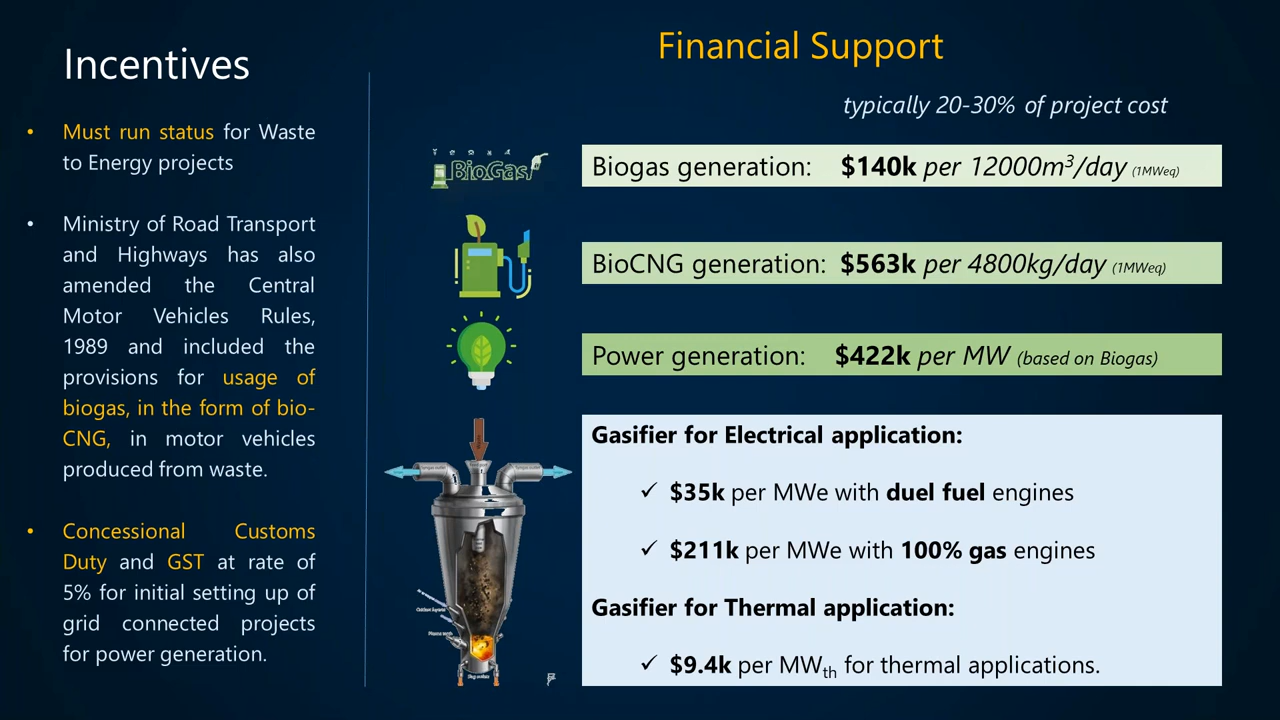 Incentives
• Must run status for Waste
to Energy projects
• Ministry of Road Transport
and Highways has also
amended the Central
Motor Vehicles Rules,
1989 and included the
provisions for usage of
biogas, in the form of bio-
CNG, in motor vehicles
produced from waste.
• Concessional Customs
Duty and GST at rate of
5% for initial setting up of
grid connected projects
for power generation.
Financial Support
typically 20-30% of project cost
BioGas
Biogas generation: $140k per 12000m³/day (1MWeq)
BioCNG generation: $563k per 4800kg/day (1MWeq)
Power generation: $422k per MW (based on Biogas)
Gasifier for Electrical application:
✓ $35k per MWe with duel fuel engines
✓ $211k per MWe with 100% gas engines
Gasifier for Thermal application:
✓ $9.4k per MWth for thermal applications.